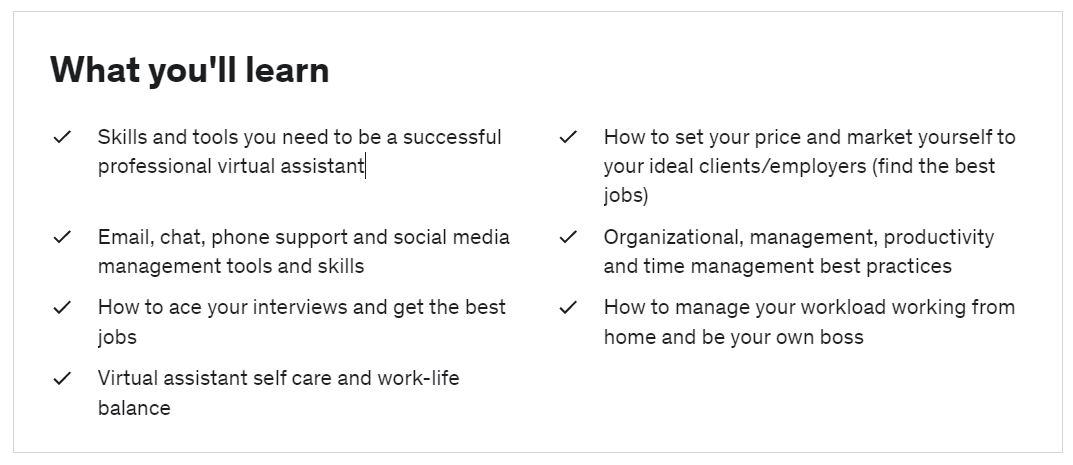 What you'll learn
Skills and tools you need to be a successful
professional virtual assistant
How to set your price and market yourself to
your ideal clients/employers (find the best
jobs)
Email, chat, phone support and social media
management tools and skills
Organizational, management, productivity
and time management best practices
How to ace your interviews and get the best
jobs
How to manage your workload working from
home and be your own boss
Virtual assistant self care and work-life
balance